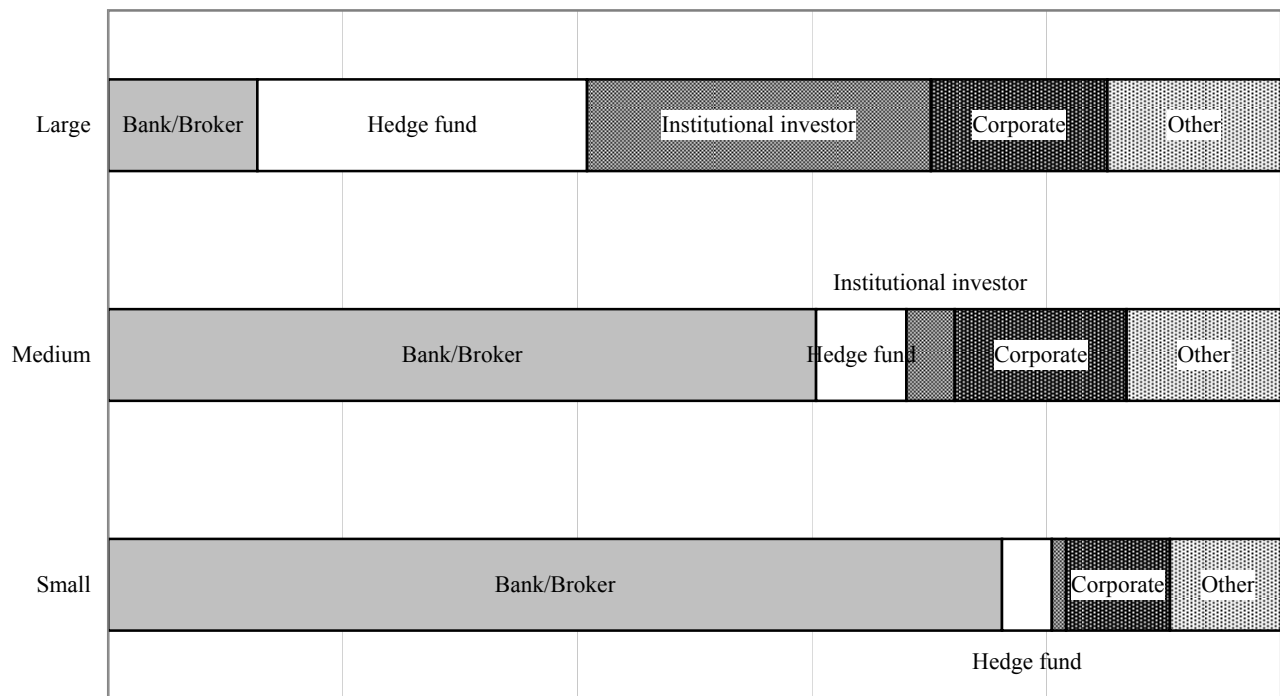 Large
Bank/Broker
Hedge fund
Institutional investor
Corporate
Other
Institutional investor
Medium
Bank/Broker
Hedge fund
Corporate
Other
Small
Bank/Broker
Corporate
Other
Hedge fund